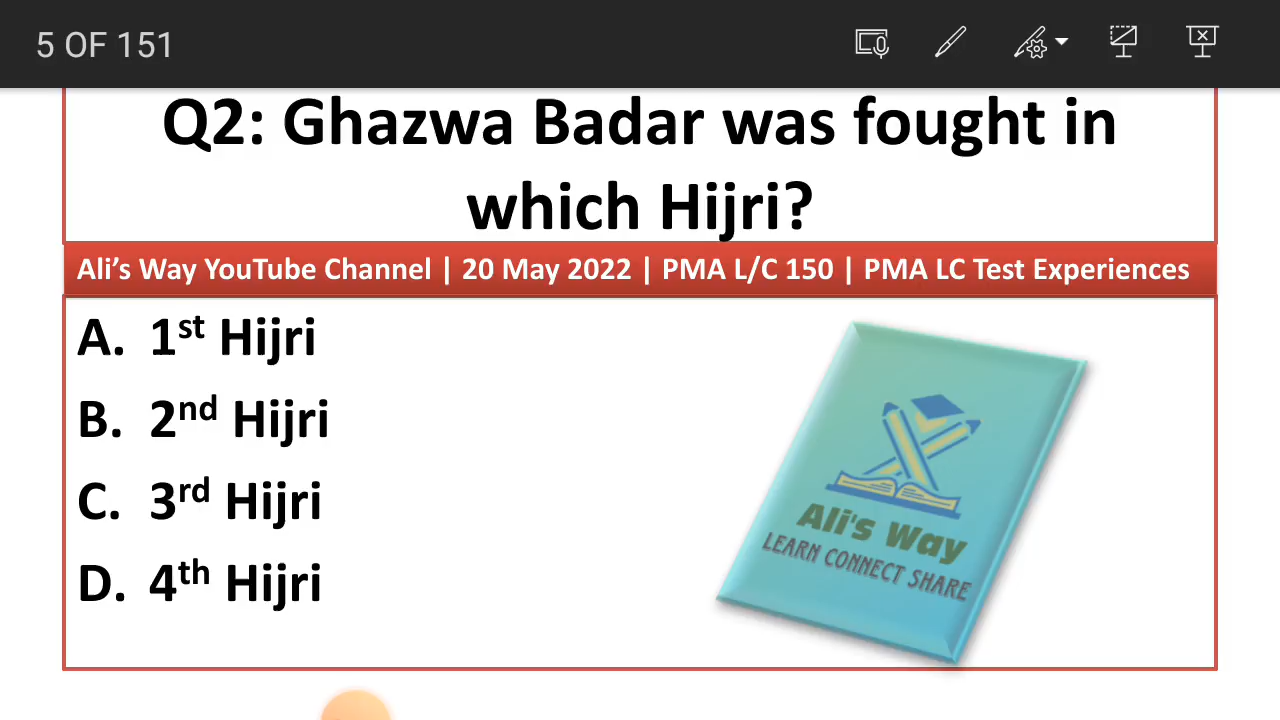 5 OF 151
Q2: Ghazwa Badar was fought in
which Hijri?
Ali’s Way YouTube Channel | 20 May 2022 | PMA L/C 150 | PMA LC Test Experiences
A. 1st Hijri
B. 2nd Hijri
C. 3rd Hijri
D. 4th Hijri
Ali's Way
LEARN CONNECT SHARE